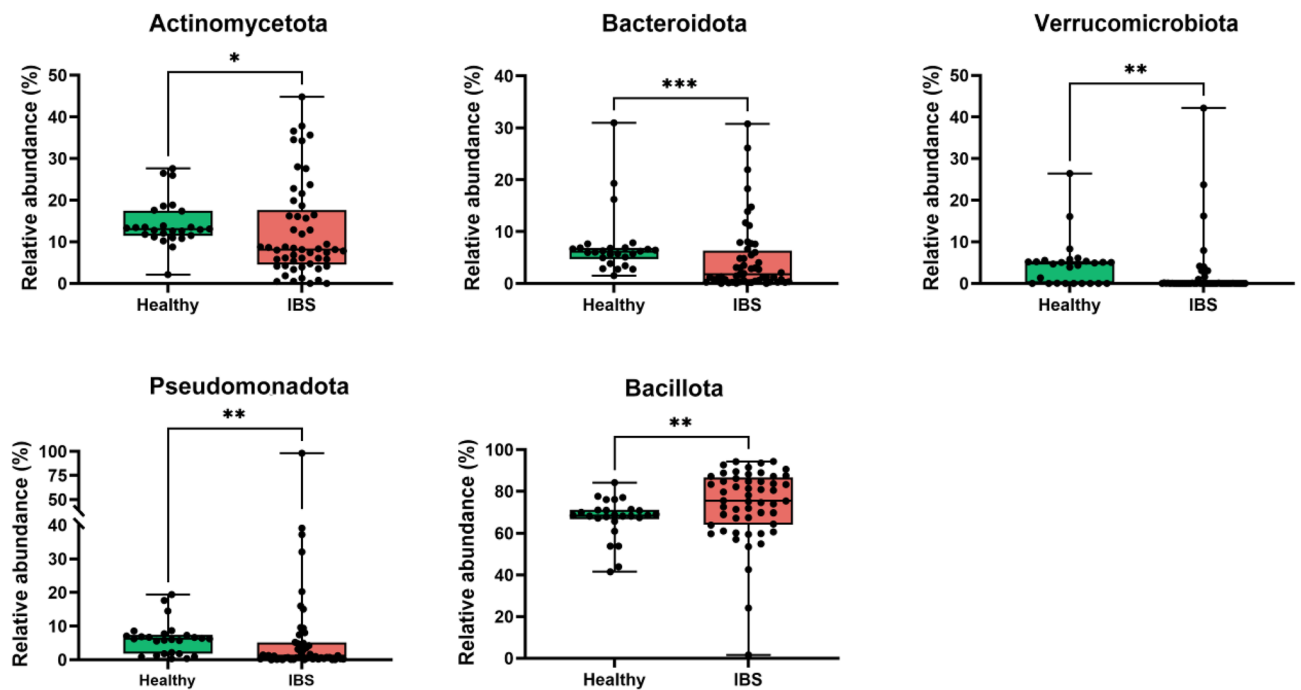 Actinomycetota
*
Relative abundance (%)
50
40
30
20
10
0
Healthy
IBS
Bacteroidota
***
Relative abundance (%)
40
30
20
10
0
Healthy
IBS
Verrucomicrobiota
**
Relative abundance (%)
50
40
30
20
10
0
Healthy
IBS
Pseudomonadota
**
Relative abundance (%)
100
75
50
40
30
20
10
0
Healthy
IBS
Bacillota
**
Relative abundance (%)
100
80
60
40
20
0
Healthy
IBS